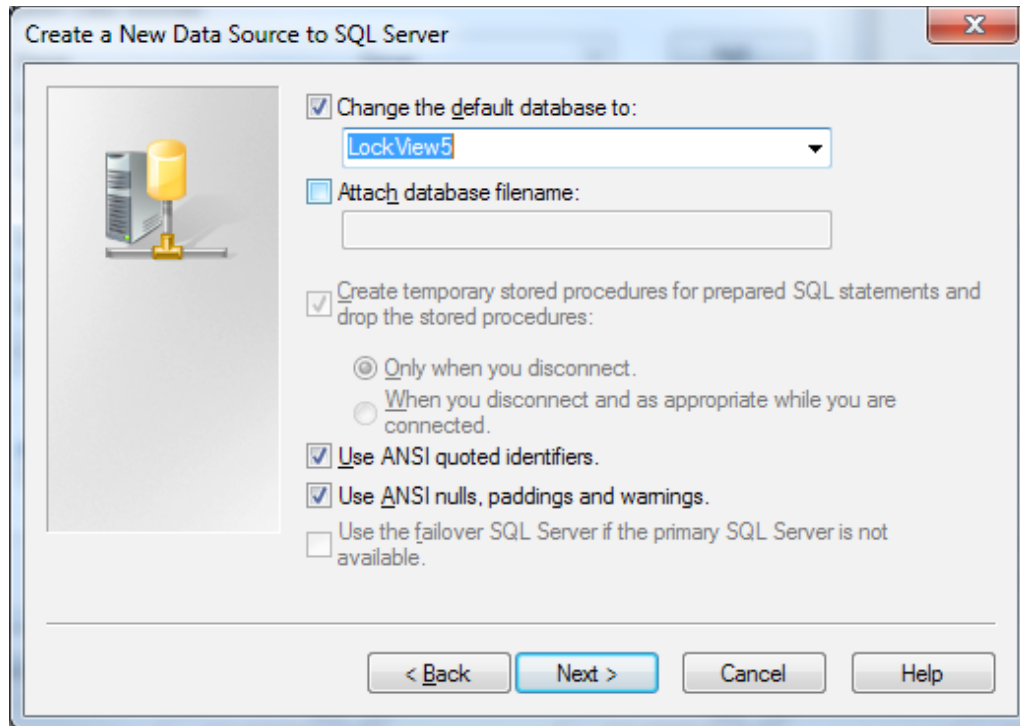 Create a New Data Source to SQL Server
Change the default database to:
LockView5
Attach database filename:
Create temporary stored procedures for prepared SQL statements and
drop the stored procedures:
Only when you disconnect.
When you disconnect and as appropriate while you are
connected.
Use ANSI quoted identifiers.
Use ANSI nulls, paddings and warnings.
Use the failover SQL Server if the primary SQL Server is not
available.
< Back
Next >
Cancel
Help